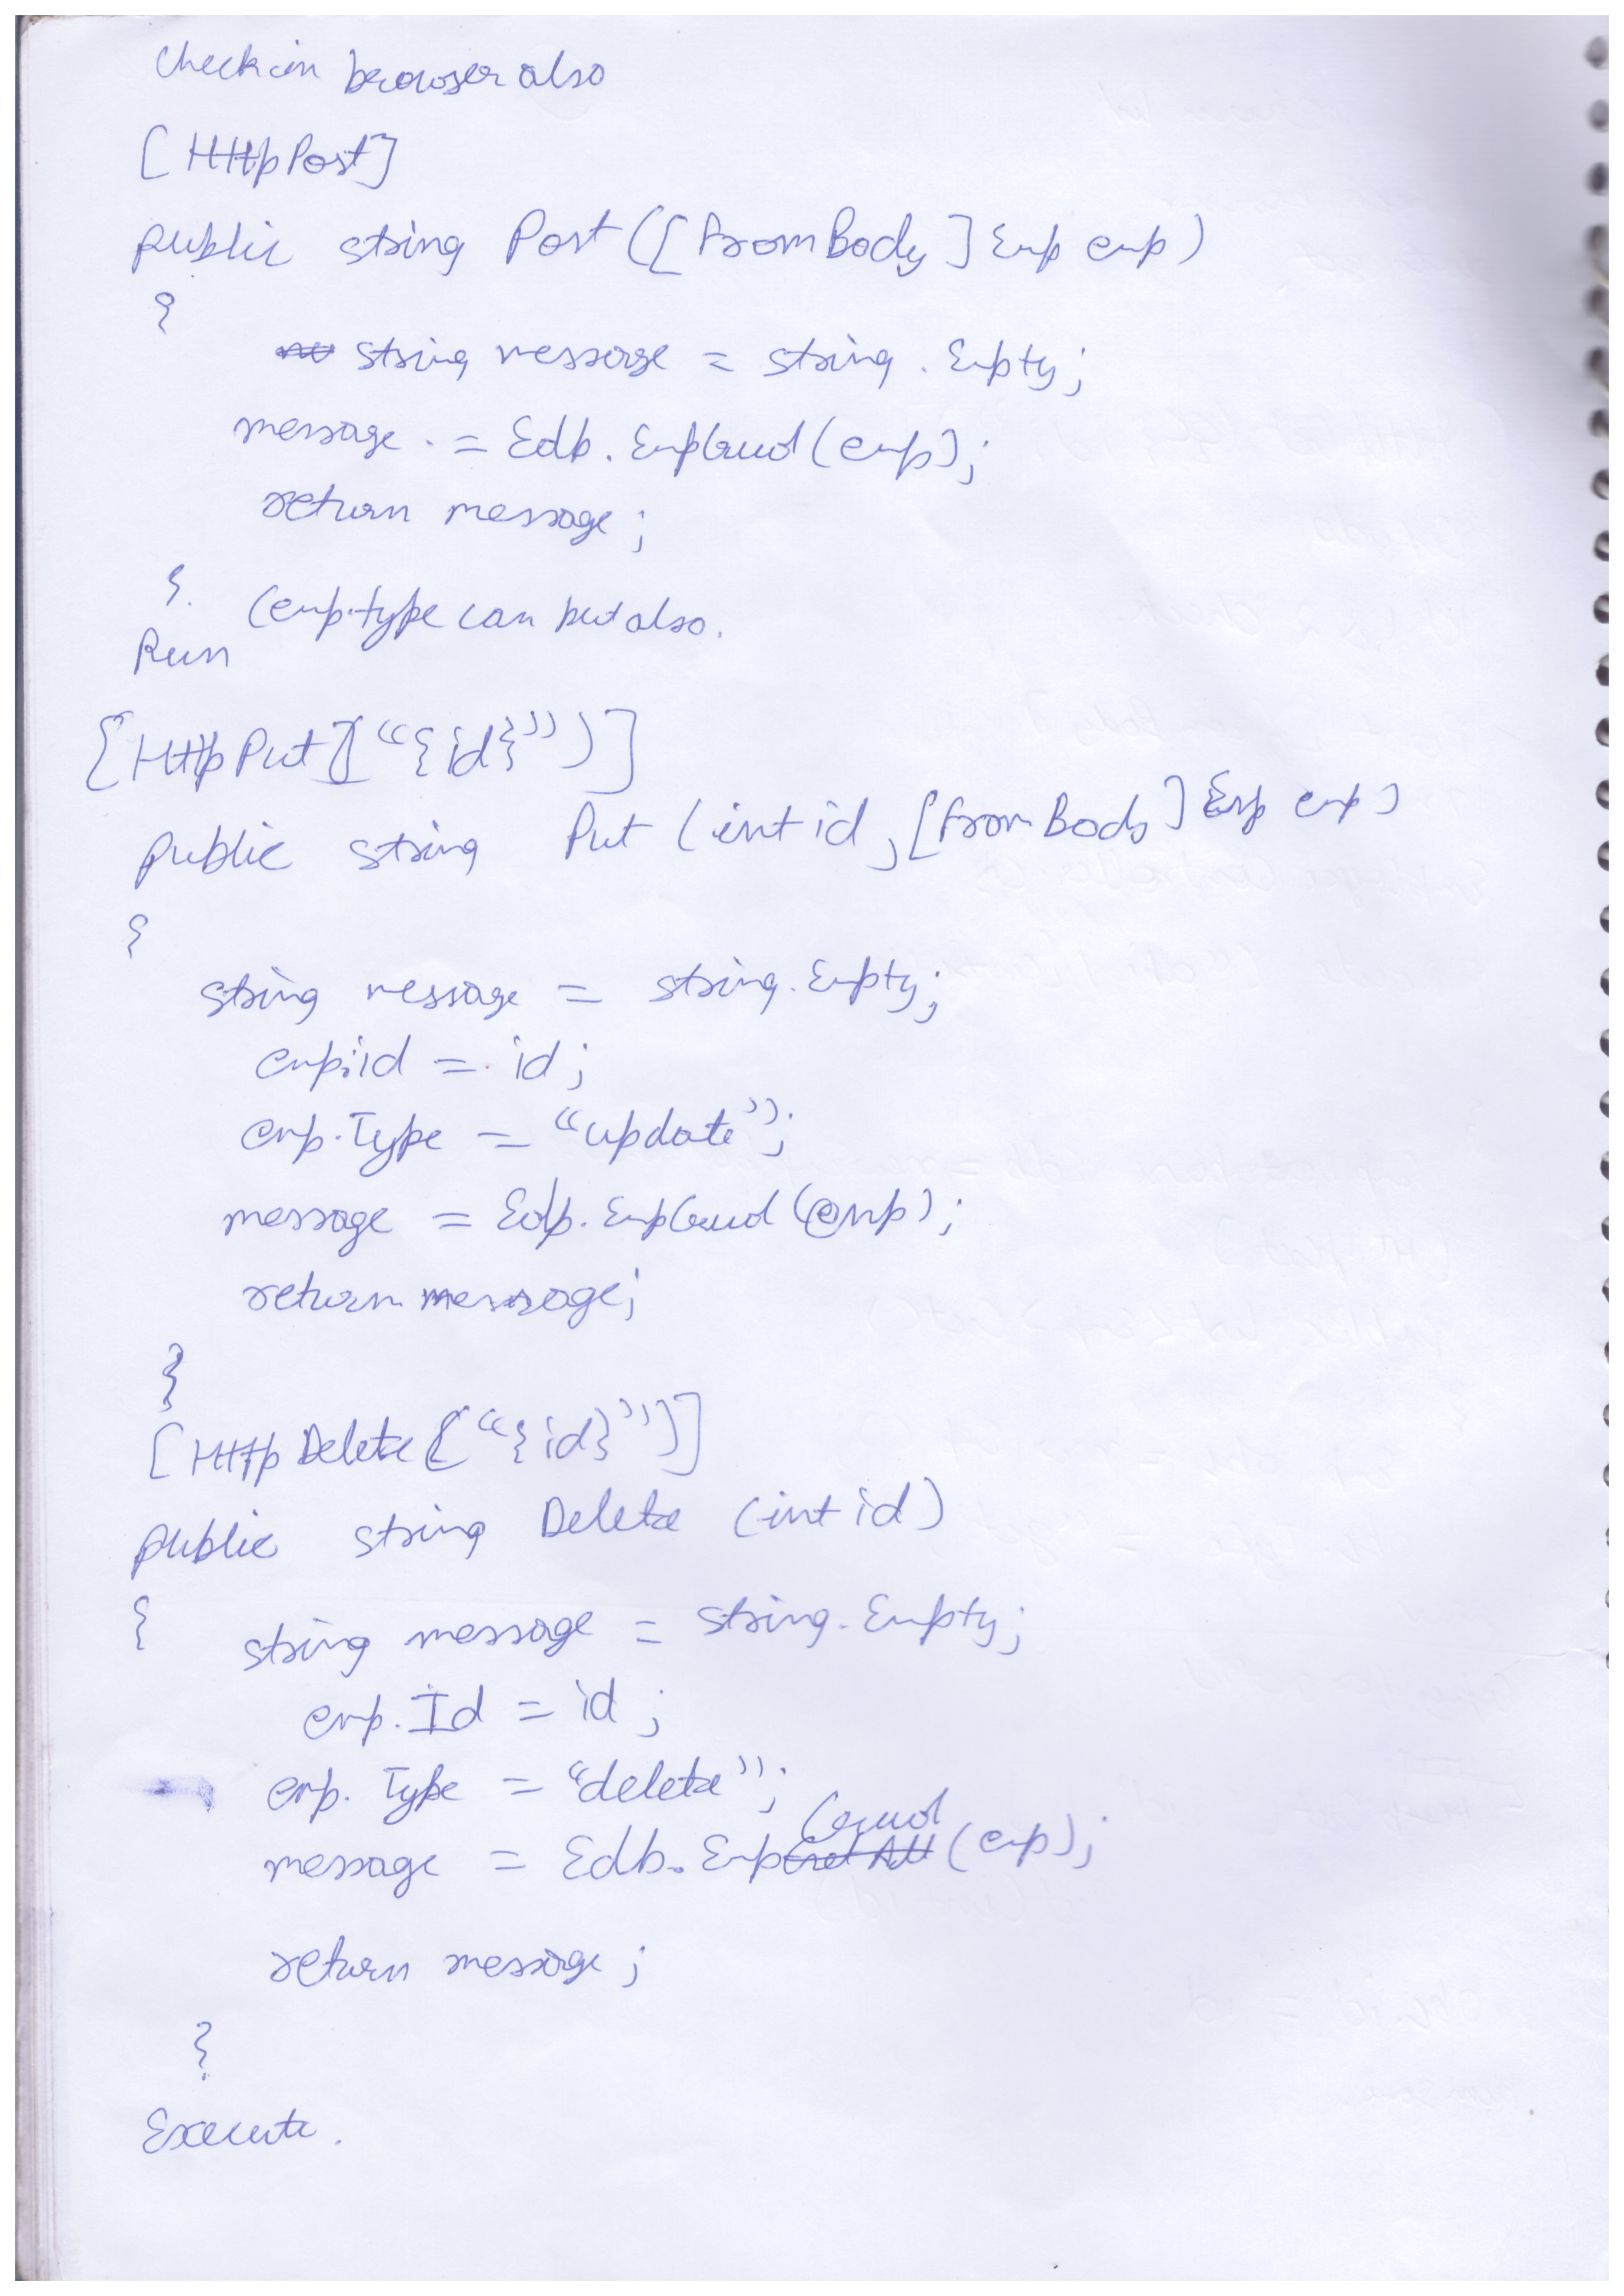 Check in browser also
[HttpPost]
public string Post([FromBody] Emp emp)
{
string message = string.Empty;
message = Edb.EmpCrud(emp);
return message;
}. (emp.type can put also.
Run
[HttpPut("{id}")]
public string Put (int id, [FromBody] Emp emp)
{
string message = string.Empty;
emp.id = id;
emp.Type = "update";
message = Edb.EmpCrud(emp);
return message;
}
[HttpDelete("{id}")]
public string Delete (int id)
{ string message = string.Empty;
emp.Id = id;
emp.Type = "delete";
message = Edb.EmpCrud(emp);
return message;
}
Execute.